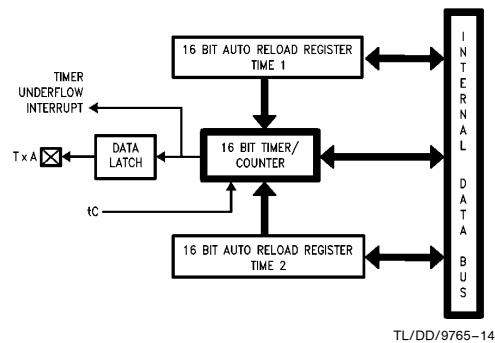 16 BIT AUTO RELOAD REGISTER
TIME 1
TIMER
UNDERFLOW
INTERRUPT
T x A
DATA
LATCH
16 BIT TIMER/
COUNTER
tC
16 BIT AUTO RELOAD REGISTER
TIME 2
INTERNAL DATA BUS
TL/DD/9765–14